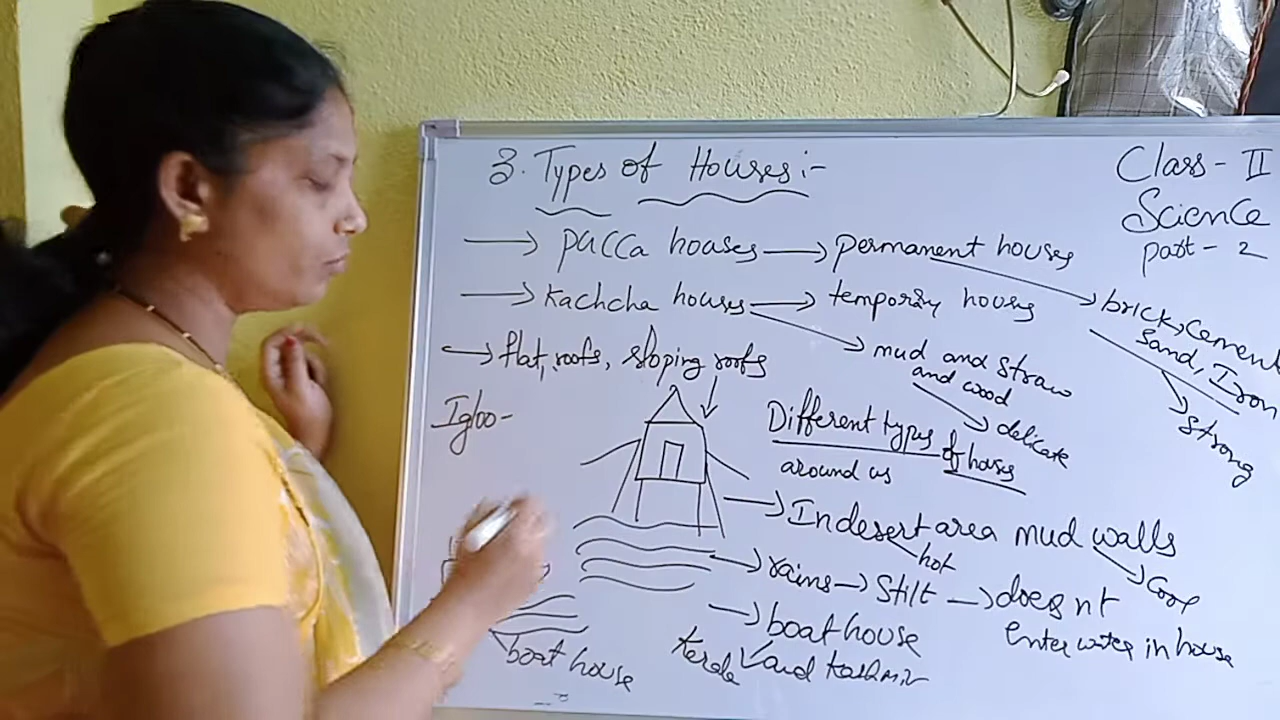 3. Types of Houses:-
Class - II
Science
part - 2
→ pucca houses → permanent houses
→ bricks, cement
Sand, Iron
→ strong
→ kachcha houses → temporary houses
→ mud and straw
and wood
→ delicate
→ flat, roofs, sloping roofs
Igloo-
Different types of houses
around us
→ In desert area mud walls
hot
→ cool
→ rains → stilt → does nt
enter water in house
→ boat house
Kerala and Kashmir
boat house